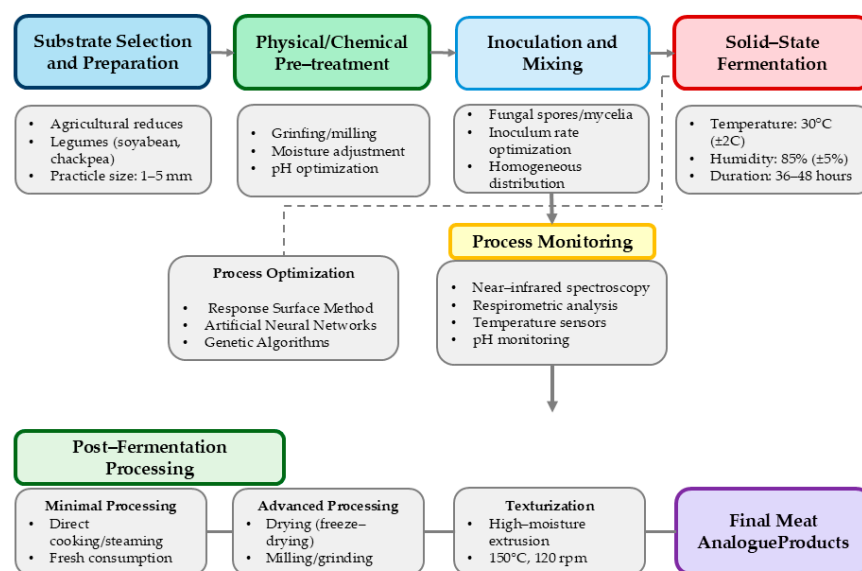 Substrate Selection
and Preparation
Physical/Chemical
Pre–treatment
Inoculation and
Mixing
Solid–State
Fermentation
• Agricultural reduces
• Legumes (soyabean,
chackpea)
• Practicle size: 1–5 mm
• Grinfing/milling
• Moisture adjustment
• pH optimization
• Fungal spores/mycelia
• Inoculum rate
optimization
• Homogeneous
distribution
• Temperature: 30°C
(±2C)
• Humidity: 85% (±5%)
• Duration: 36–48 hours
Process Monitoring
• Near–infrared spectroscopy
• Respirometric analysis
• Temperature sensors
• pH monitoring
Process Optimization
• Response Surface Method
• Artificial Neural Networks
• Genetic Algorithms
Post–Fermentation
Processing
Minimal Processing
• Direct
cooking/steaming
• Fresh consumption
Advanced Processing
• Drying (freeze–
drying)
• Milling/grinding
Texturization
• High–moisture
extrusion
• 150°C, 120 rpm
Final Meat
AnalogueProducts